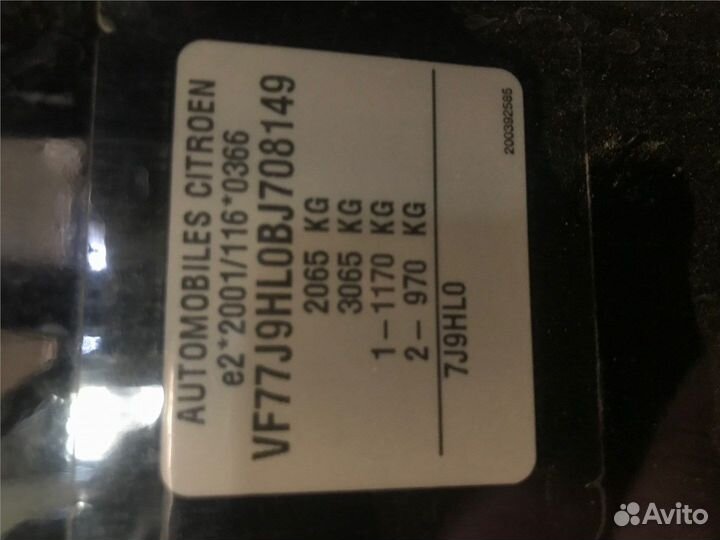 AUTOMOBILES CITROEN
e2*2001/116*0366
VF77J9HL0BJ708149
2065 KG
3065 KG
1-1170 KG
2- 970 KG
7J9HL0
200392585
Avito